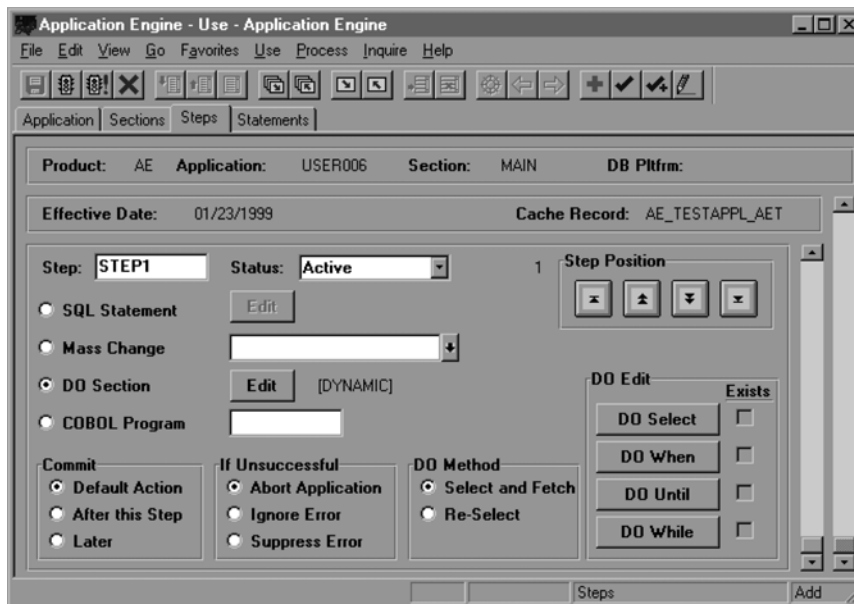 Application Engine - Use - Application Engine
File Edit View Go Favorites Use Process Inquire Help
Application Sections Steps Statements
Product: AE Application: USER006 Section: MAIN DB Pltfrm:
Effective Date: 01/23/1999 Cache Record: AE_TESTAPPL_AET
Step: STEP1 Status: Active 1 Step Position
SQL Statement Edit
Mass Change
DO Section Edit [DYNAMIC] DO Edit Exists
COBOL Program DO Select
DO When
Commit If Unsuccessful DO Method
Default Action Abort Application Select and Fetch DO Until
After this Step Ignore Error Re-Select
Later Suppress Error DO While
Steps Add